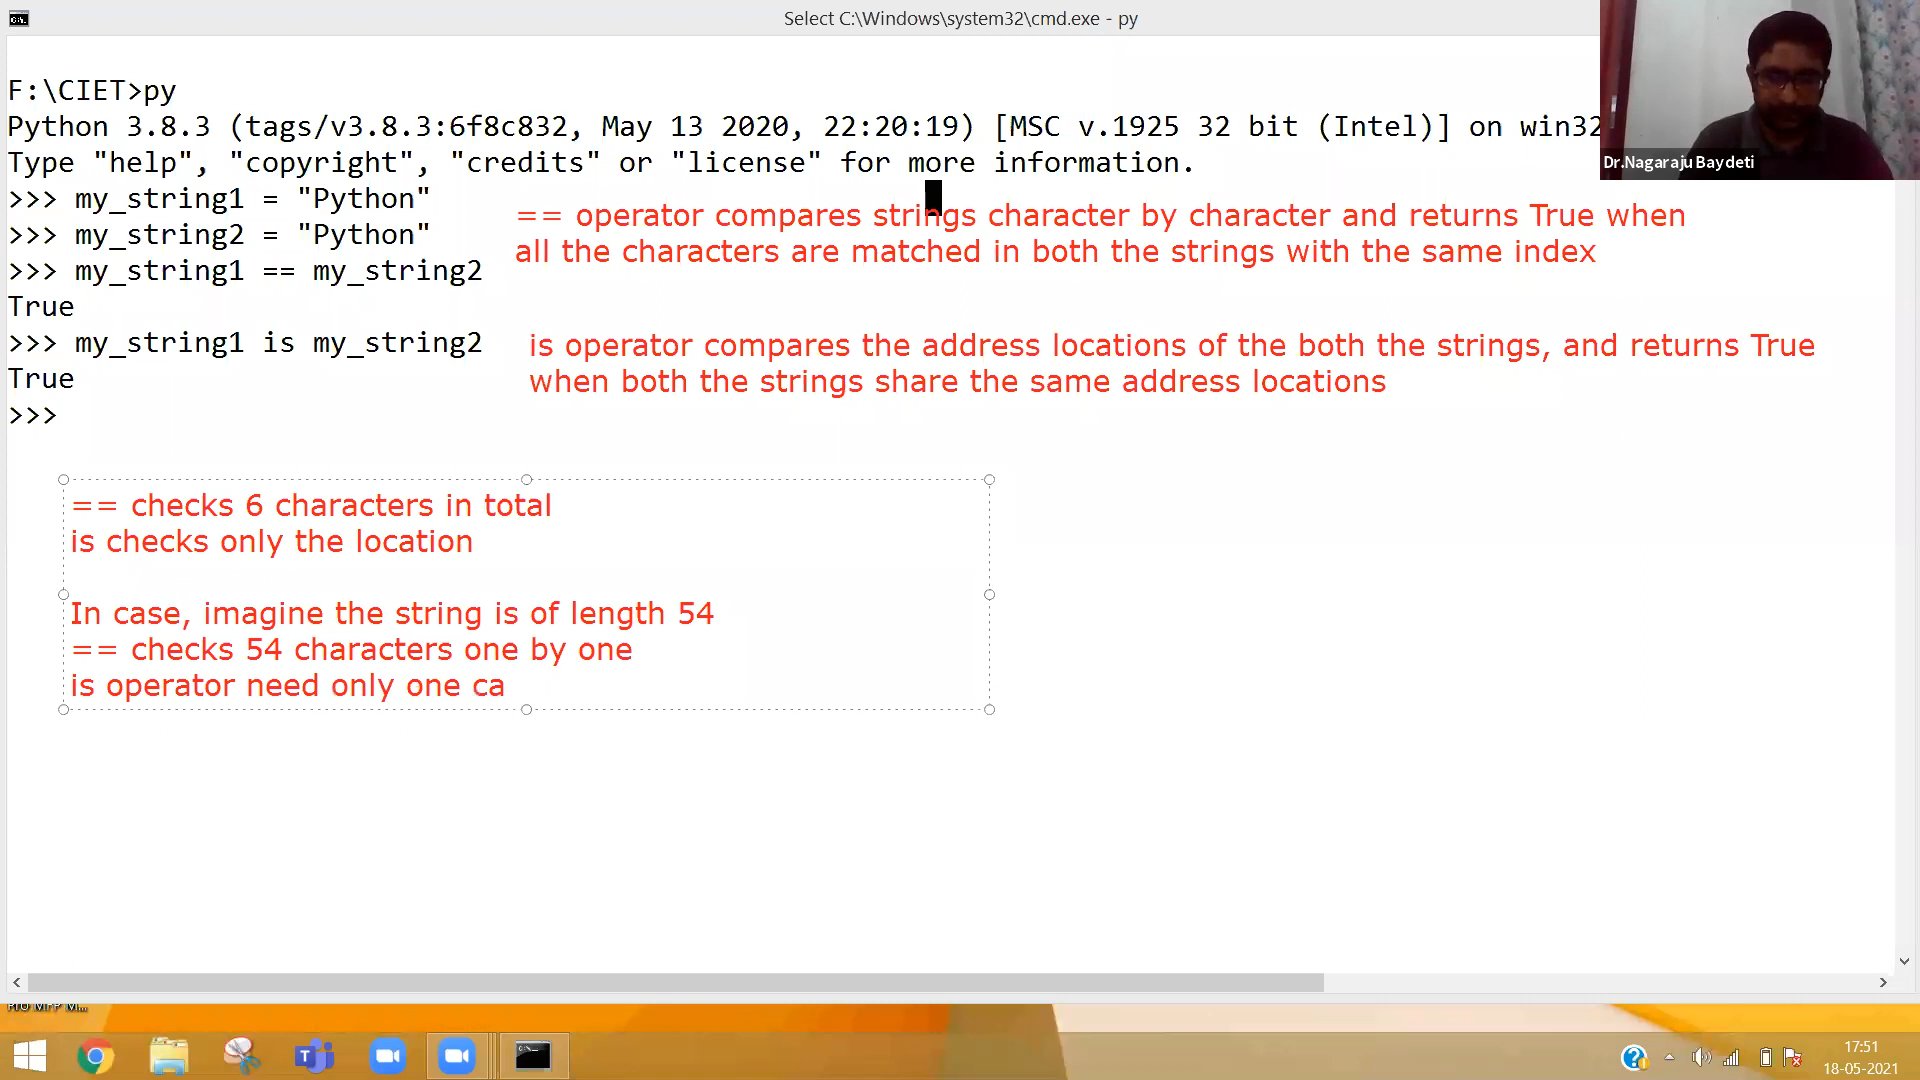 Select C:\Windows\system32\cmd.exe - py
F:\CIET>py
Python 3.8.3 (tags/v3.8.3:6f8c832, May 13 2020, 22:20:19) [MSC v.1925 32 bit (Intel)] on win32
Type "help", "copyright", "credits" or "license" for more information.
>>> my_string1 = "Python"
>>> my_string2 = "Python"
>>> my_string1 == my_string2
True
>>> my_string1 is my_string2
True
>>>
== operator compares strings character by character and returns True when
all the characters are matched in both the strings with the same index
is operator compares the address locations of the both the strings, and returns True
when both the strings share the same address locations
== checks 6 characters in total
is checks only the location
In case, imagine the string is of length 54
== checks 54 characters one by one
is operator need only one ca
Dr.Nagaraju Baydeti
17:51
18-05-2021